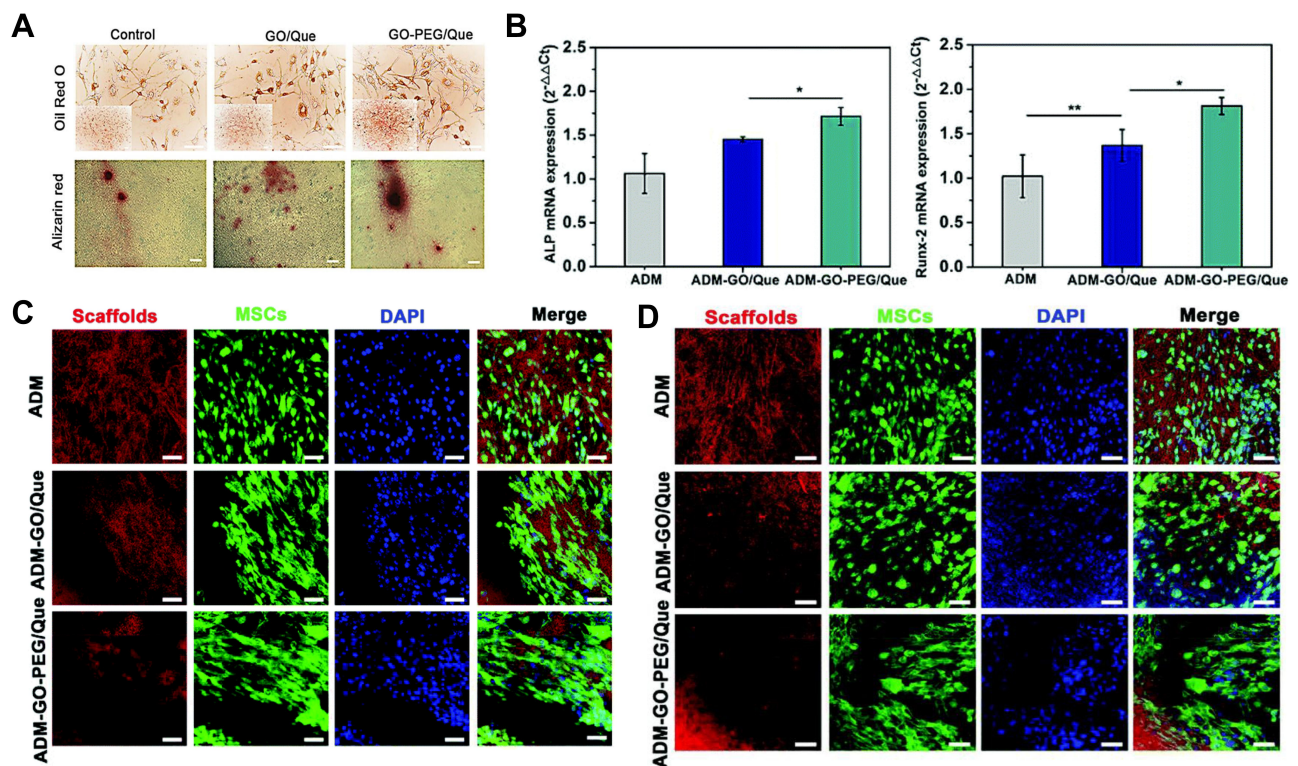 A
Control
GO/Que
GO-PEG/Que
Oil Red O
Alizarin red
B
ALP mRNA expression (2^-△△Ct)
2.5
2.0
1.5
1.0
0.5
0.0
*
ADM
ADM-GO/Que
ADM-GO-PEG/Que
Runx-2 mRNA expression (2^-△△Ct)
2.5
2.0
1.5
1.0
0.5
0.0
**
*
ADM
ADM-GO/Que
ADM-GO-PEG/Que
C
Scaffolds
MSCs
DAPI
Merge
ADM
ADM-GO/Que
ADM-GO-PEG/Que
D
Scaffolds
MSCs
DAPI
Merge
ADM
ADM-GO/Que
ADM-GO-PEG/Que